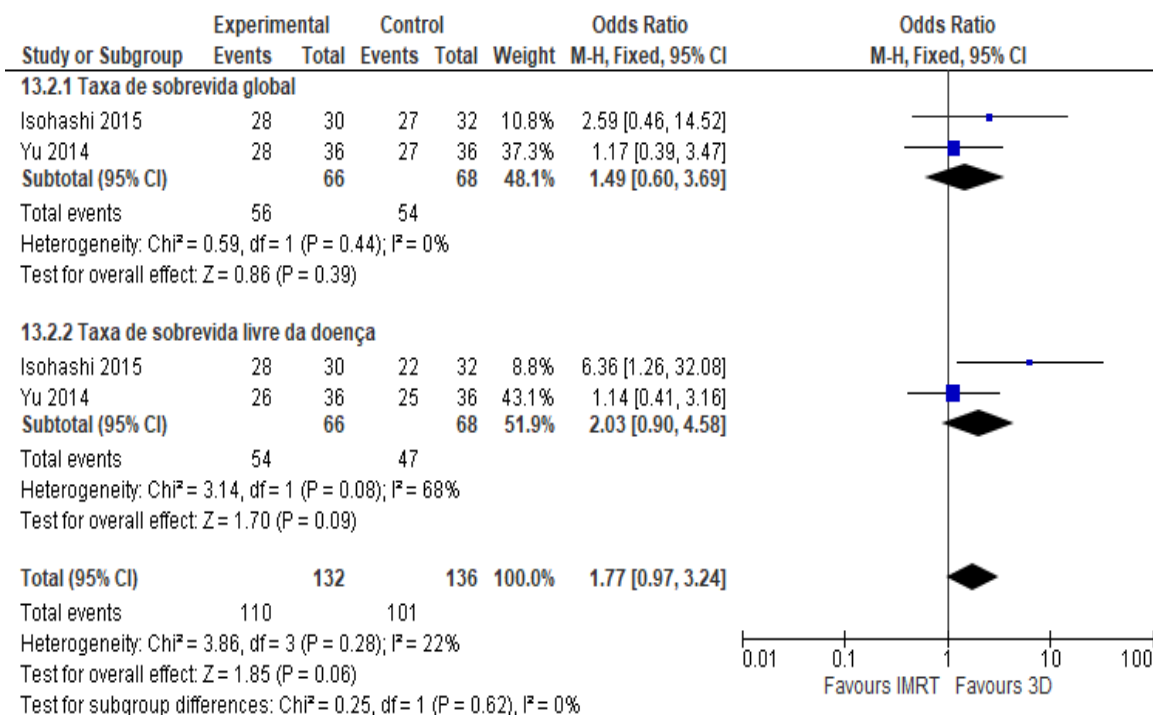 Experimental Control Odds Ratio Odds Ratio
Study or Subgroup Events Total Events Total Weight M-H, Fixed, 95% CI M-H, Fixed, 95% CI
13.2.1 Taxa de sobrevida global
Isohashi 2015 28 30 27 32 10.8% 2.59 [0.46, 14.52]
Yu 2014 28 36 27 36 37.3% 1.17 [0.39, 3.47]
Subtotal (95% CI) 66 68 48.1% 1.49 [0.60, 3.69]
Total events 56 54
Heterogeneity: Chi² = 0.59, df = 1 (P = 0.44); I² = 0%
Test for overall effect: Z = 0.86 (P = 0.39)
13.2.2 Taxa de sobrevida livre da doença
Isohashi 2015 28 30 22 32 8.8% 6.36 [1.26, 32.08]
Yu 2014 26 36 25 36 43.1% 1.14 [0.41, 3.16]
Subtotal (95% CI) 66 68 51.9% 2.03 [0.90, 4.58]
Total events 54 47
Heterogeneity: Chi² = 3.14, df = 1 (P = 0.08); I² = 68%
Test for overall effect: Z = 1.70 (P = 0.09)
Total (95% CI) 132 136 100.0% 1.77 [0.97, 3.24]
Total events 110 101
Heterogeneity: Chi² = 3.86, df = 3 (P = 0.28); I² = 22%
Test for overall effect: Z = 1.85 (P = 0.06)
Test for subgroup differences: Chi² = 0.25, df = 1 (P = 0.62), I² = 0%
0.01 0.1 1 10 100
Favours IMRT Favours 3D